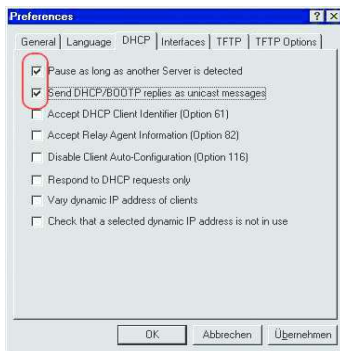 Preferences
General Language DHCP Interfaces TFTP TFTP Options
Pause as long as another Server is detected
Send DHCP/BOOTP replies as unicast messages
Accept DHCP Client Identifier (Option 61)
Accept Relay Agent Information (Option 82)
Disable Client Auto-Configuration (Option 116)
Respond to DHCP requests only
Vary dynamic IP address of clients
Check that a selected dynamic IP address is not in use
OK Abbrechen Übernehmen